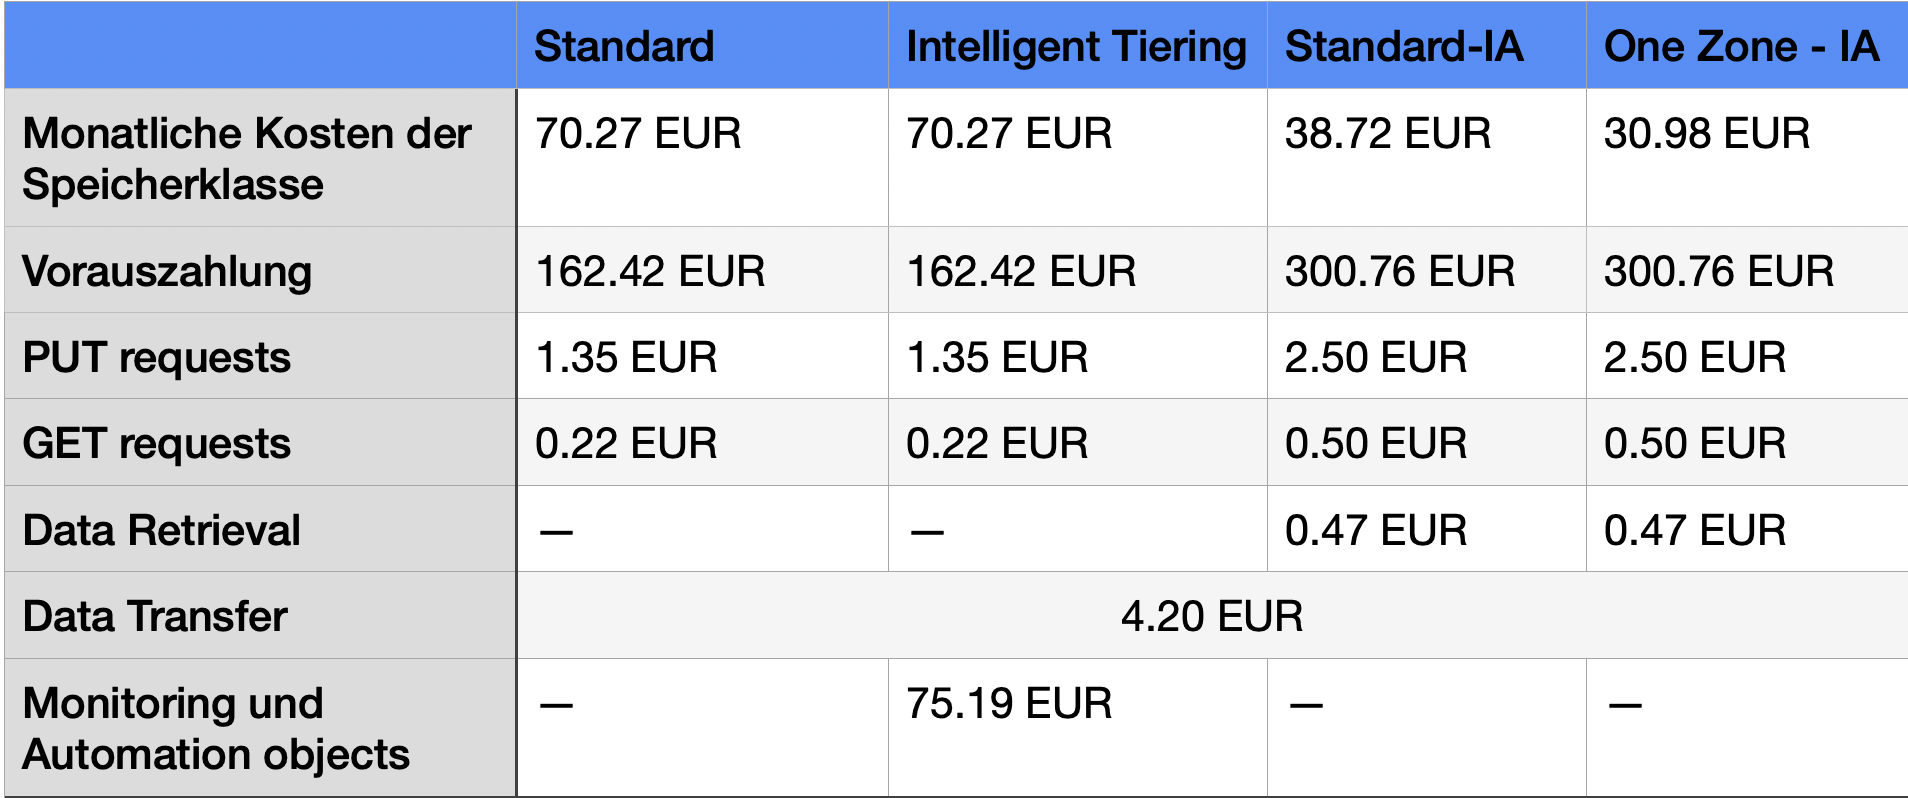 Standard Intelligent Tiering Standard-IA One Zone - IA
Monatliche Kosten der 70.27 EUR 70.27 EUR 38.72 EUR 30.98 EUR
Speicherklasse
Vorauszahlung 162.42 EUR 162.42 EUR 300.76 EUR 300.76 EUR
PUT requests 1.35 EUR 1.35 EUR 2.50 EUR 2.50 EUR
GET requests 0.22 EUR 0.22 EUR 0.50 EUR 0.50 EUR
Data Retrieval — — 0.47 EUR 0.47 EUR
Data Transfer 4.20 EUR
Monitoring und — 75.19 EUR — —
Automation objects